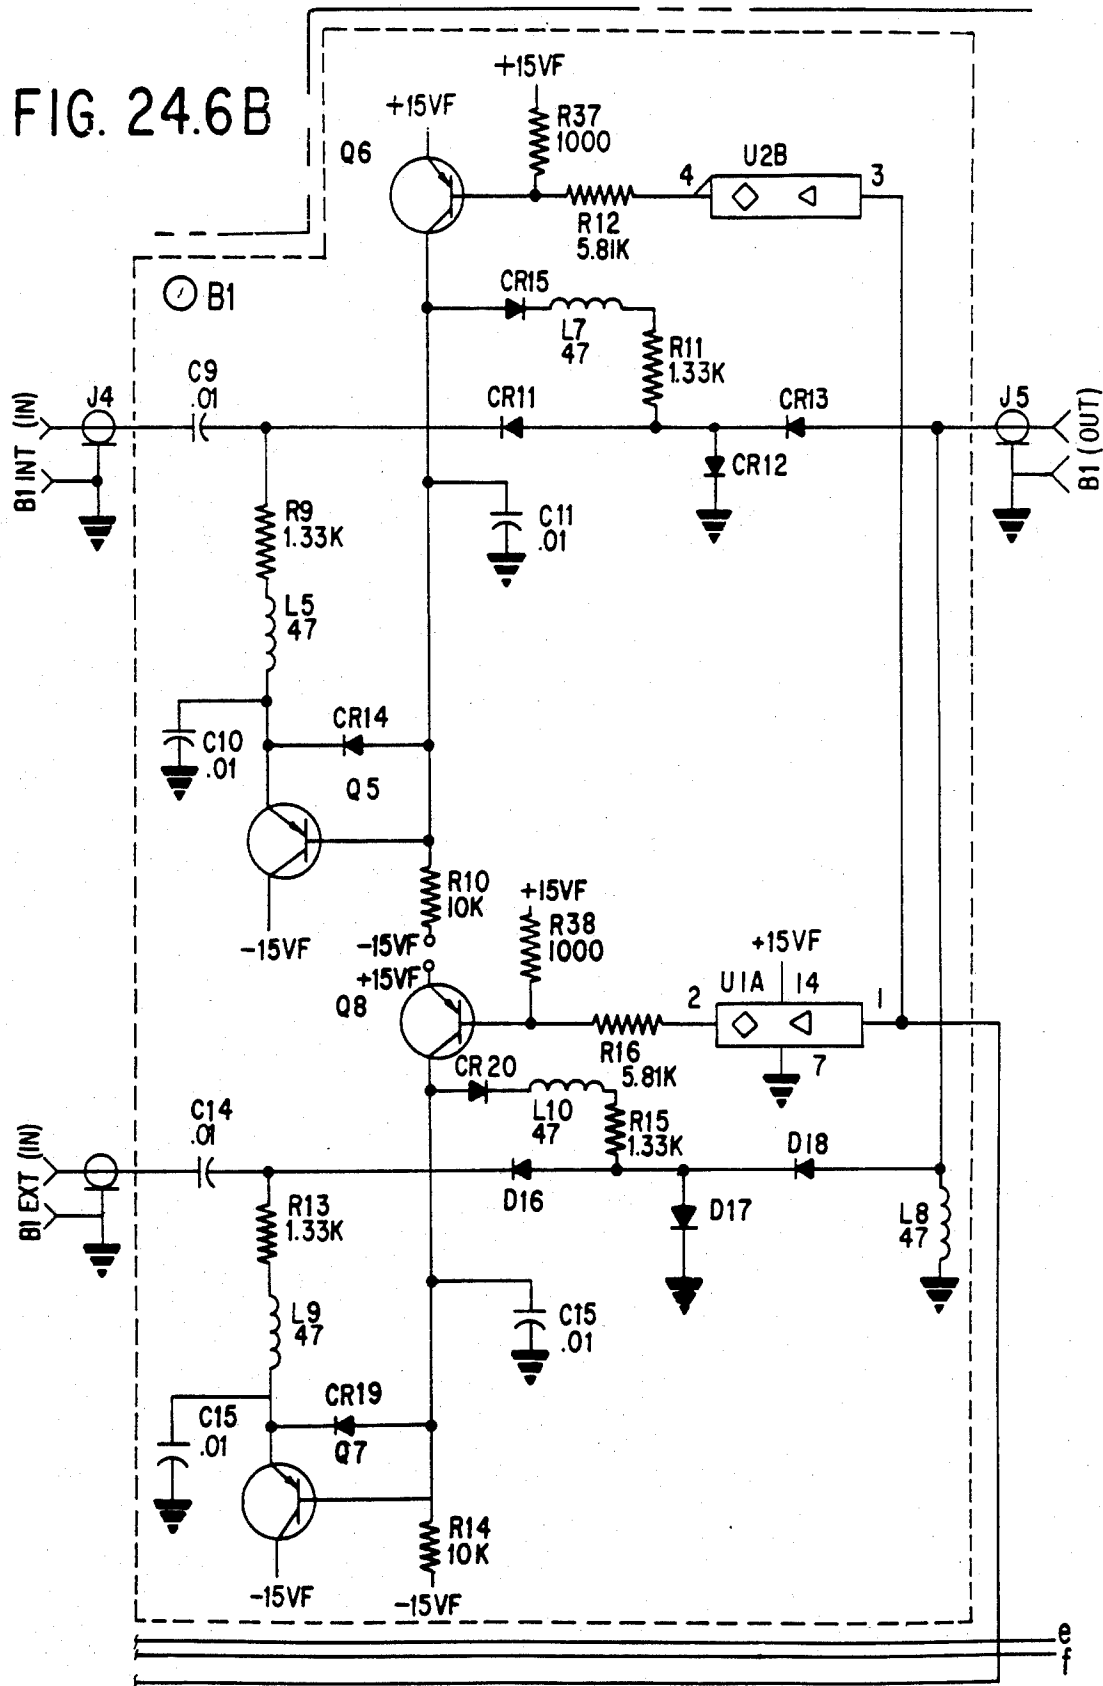 FIG. 24.6B
+15VF
+15VF
R37
1000
Q6
U2B
4
3
R12
5.81K
B1
CR15
L7
47
R11
1.33K
C9
.01
J4
CR11
CR13
J5
B1 INT (IN)
B1 (OUT)
CR12
R9
1.33K
C11
.01
L5
47
C10
.01
CR14
Q5
R10
10K
-15VF
-15VF
+15VF
+15VF
R38
1000
+15VF
Q8
2
U1A
14
1
R16
5.81K
7
CR20
L10
47
R15
1.33K
C14
.01
B1 EXT (IN)
D16
D18
R13
1.33K
D17
L8
47
L9
47
C15
.01
CR19
C15
.01
Q7
R14
10K
-15VF
-15VF
e
f